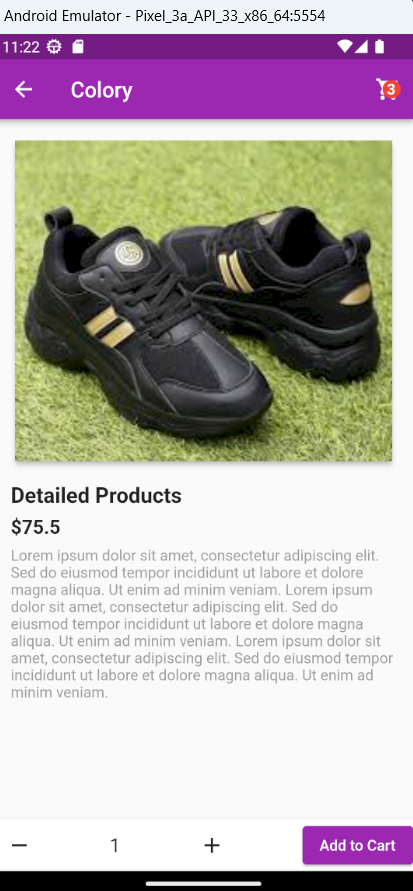 Android Emulator - Pixel_3a_API_33_x86_64:5554
11:22
Colory
3
Detailed Products
$75.5
Lorem ipsum dolor sit amet, consectetur adipiscing elit.
Sed do eiusmod tempor incididunt ut labore et dolore
magna aliqua. Ut enim ad minim veniam. Lorem ipsum
dolor sit amet, consectetur adipiscing elit. Sed do
eiusmod tempor incididunt ut labore et dolore magna
aliqua. Ut enim ad minim veniam. Lorem ipsum dolor sit
amet, consectetur adipiscing elit. Sed do eiusmod tempor
incididunt ut labore et dolore magna aliqua. Ut enim ad
minim veniam.
1
Add to Cart